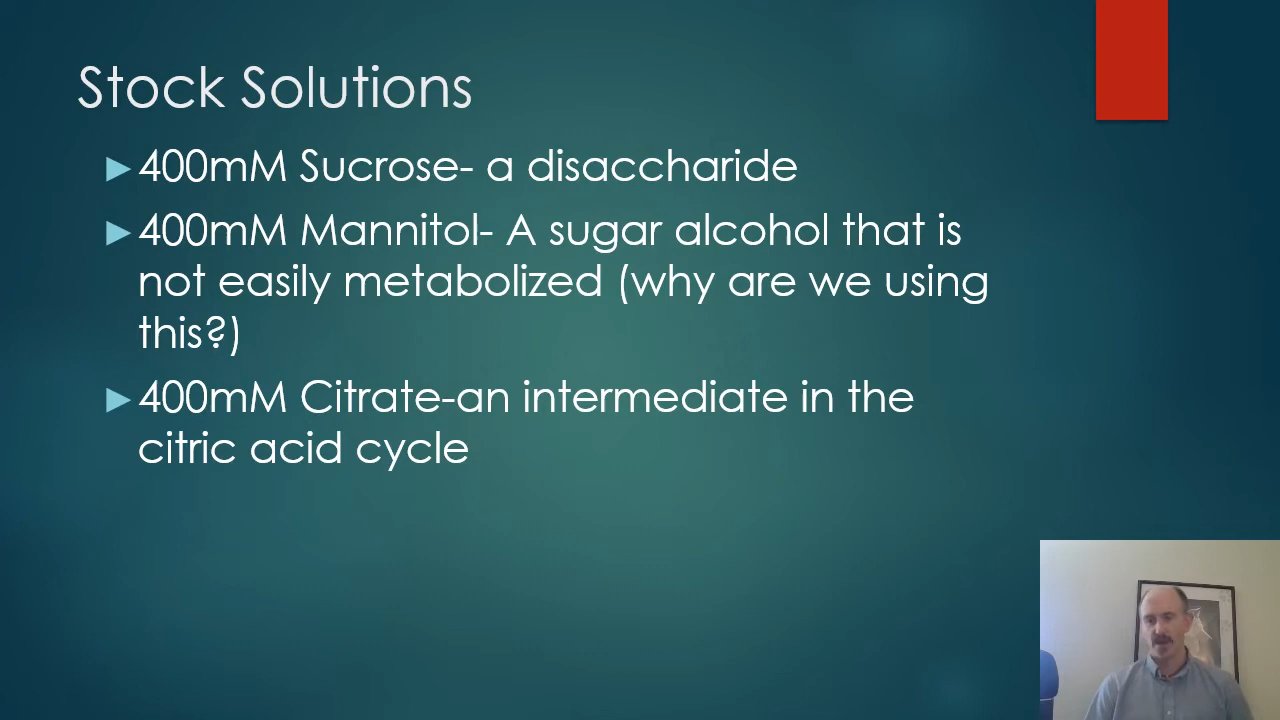 Stock Solutions
400mM Sucrose- a disaccharide
400mM Mannitol- A sugar alcohol that is
not easily metabolized (why are we using
this?)
400mM Citrate-an intermediate in the
citric acid cycle